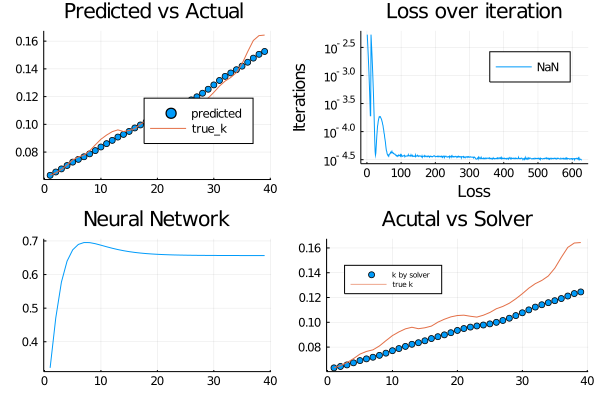 Predicted vs Actual
0.16
0.14
0.12
0.10
0.08
predicted
true_k
0 10 20 30 40
Loss over iteration
10^-2.5
10^-3.0
10^-3.5
10^-4.0
10^-4.5
Iterations
NaN
0 100 200 300 400 500 600
Loss
Neural Network
0.7
0.6
0.5
0.4
0 10 20 30 40
Acutal vs Solver
0.16
0.14
0.12
0.10
0.08
k by solver
true k
0 10 20 30 40